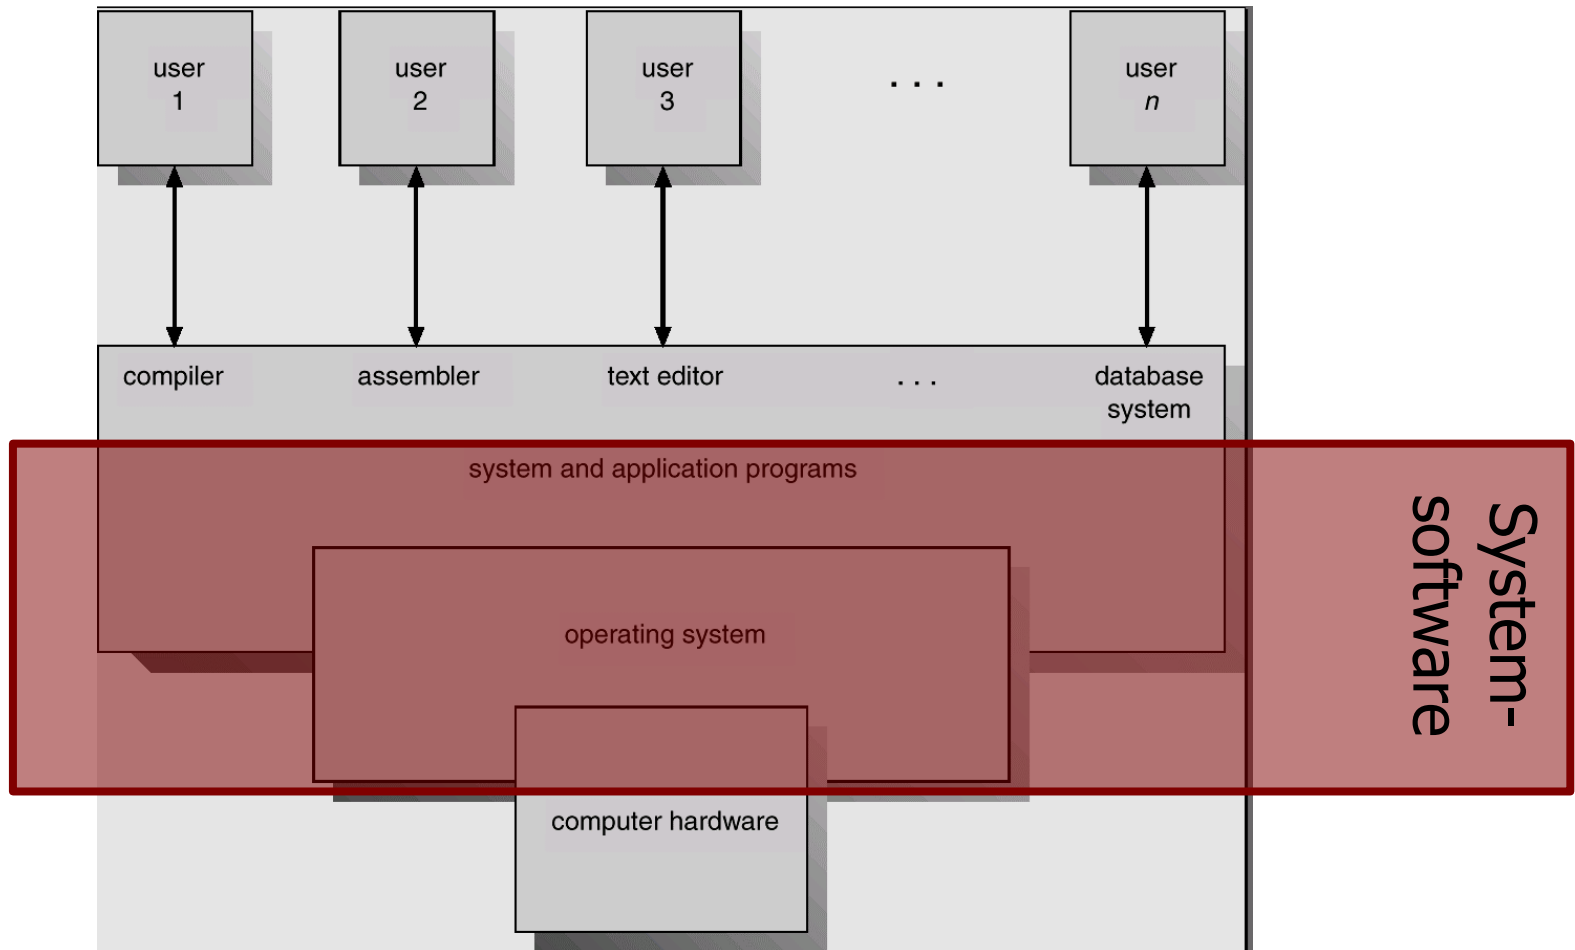 user
1
user
2
user
3
. . .
user
n
compiler
assembler
text editor
. . .
database
system
system and application programs
operating system
computer hardware
System-
software